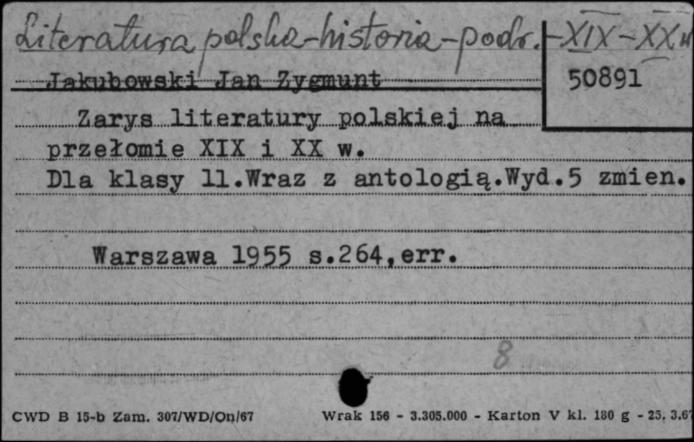 Literatura polska-historia-podr.-XIX-XX w
Jakubowski Jan Zygmunt
50891
Zarys literatury polskiej na
przełomie XIX i XX w.
Dla klasy 11.Wraz z antologią.Wyd.5 zmien.
Warszawa 1955 s.264,err.
8
CWD B 15-b Zam. 307/WD/On/67 Wrak 156 - 3.305.000 - Karton V kl. 180 g - 25. 3.67